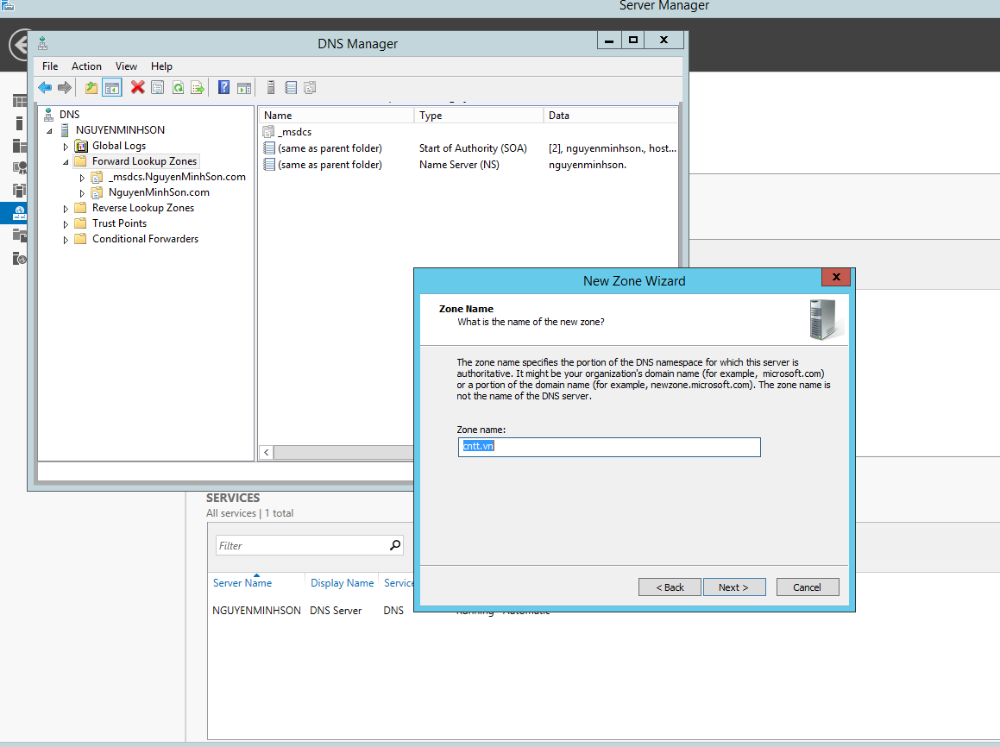 Server Manager
DNS Manager
File Action View Help
DNS
NGUYENMINHSON
Global Logs
Forward Lookup Zones
_msdcs.NguyenMinhSon.com
NguyenMinhSon.com
Reverse Lookup Zones
Trust Points
Conditional Forwarders
Name Type Data
_msdcs
(same as parent folder) Start of Authority (SOA) [2], nguyenminhson., host...
(same as parent folder) Name Server (NS) nguyenminhson.
New Zone Wizard
Zone Name
What is the name of the new zone?
The zone name specifies the portion of the DNS namespace for which this server is
authoritative. It might be your organization's domain name (for example, microsoft.com)
or a portion of the domain name (for example, newzone.microsoft.com). The zone name is
not the name of the DNS server.
Zone name:
cntt.vn
< Back Next > Cancel
SERVICES
All services | 1 total
Filter
Server Name Display Name Service
NGUYENMINHSON DNS Server DNS Running Automatic